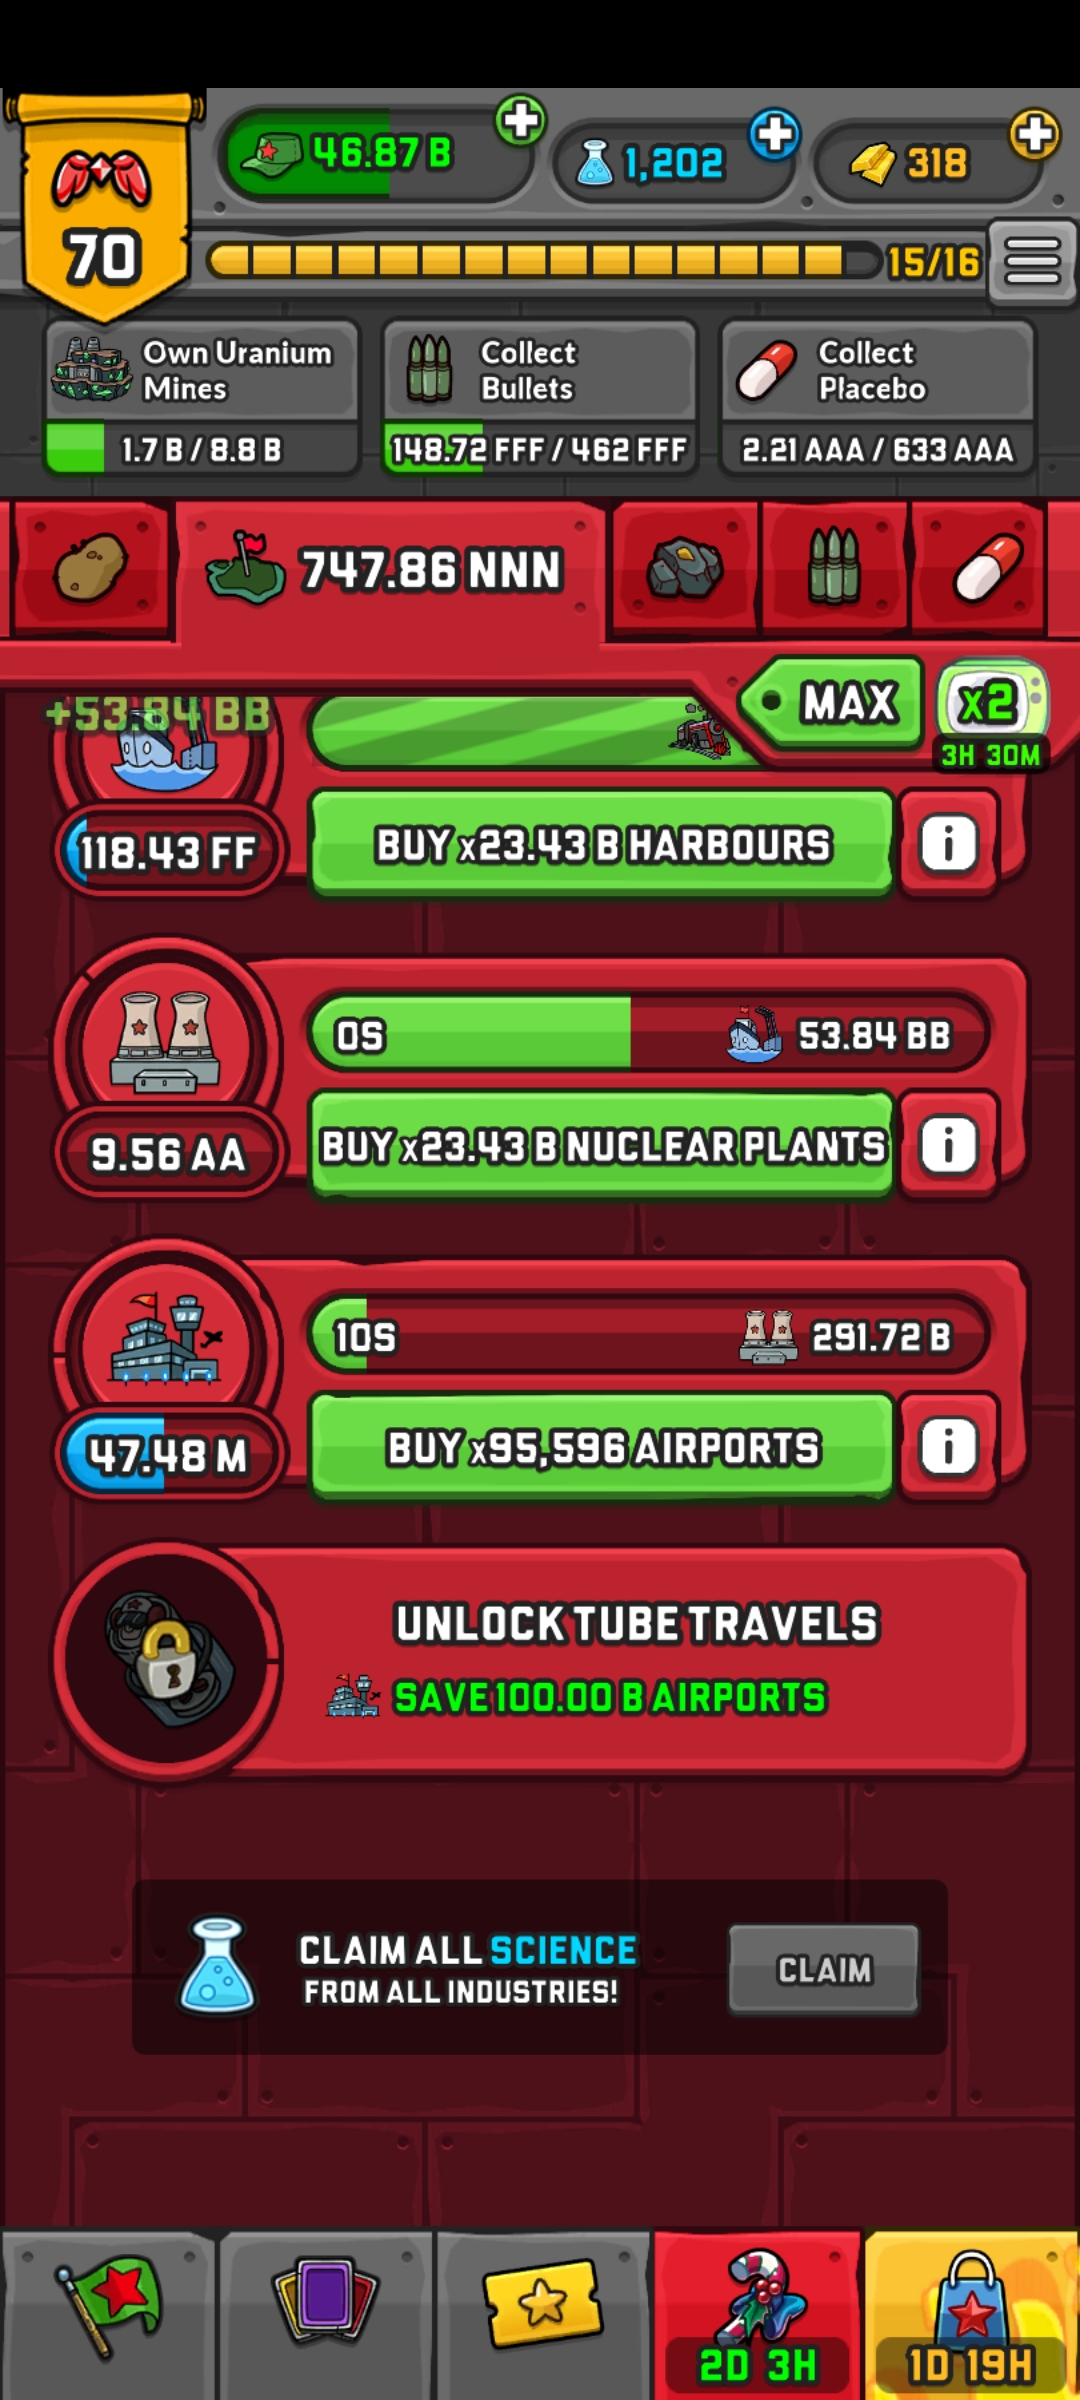 46.87 B
1,202
318
70
15/16
Own Uranium
Mines
1.7 B / 8.8 B
Collect
Bullets
148.72 FFF / 462 FFF
Collect
Placebo
2.21 AAA / 633 AAA
747.86 NNN
MAX
x2
3H 30M
+53.84 BB
118.43 FF
BUY x23.43 B HARBOURS
i
0S
53.84 BB
9.56 AA
BUY x23.43 B NUCLEAR PLANTS
i
10S
291.72 B
47.48 M
BUY x95,596 AIRPORTS
i
UNLOCK TUBE TRAVELS
SAVE 100.00 B AIRPORTS
CLAIM ALL SCIENCE
FROM ALL INDUSTRIES!
CLAIM
2D 3H
1D 19H